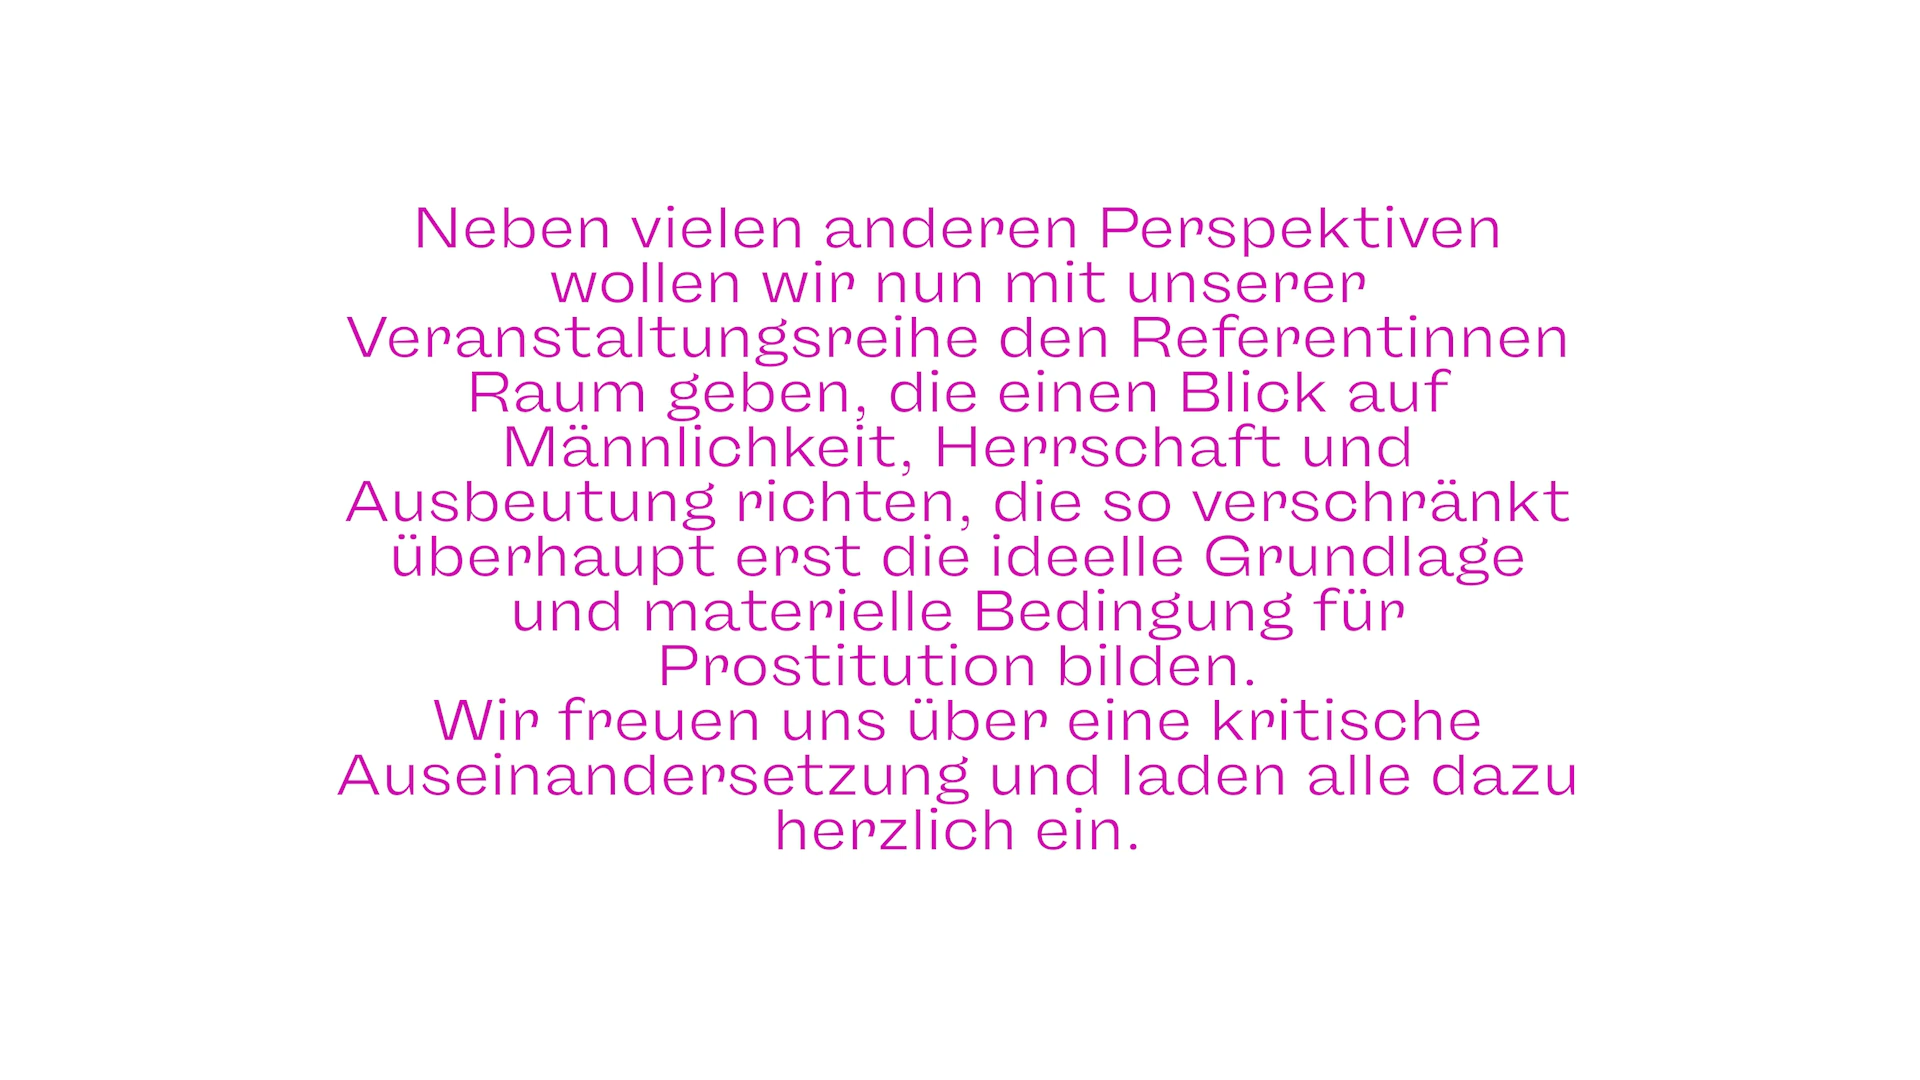 Neben vielen anderen Perspektiven
wollen wir nun mit unserer
Veranstaltungsreihe den Referentinnen
Raum geben, die einen Blick auf
Männlichkeit, Herrschaft und
Ausbeutung richten, die so verschränkt
überhaupt erst die ideelle Grundlage
und materielle Bedingung für
Prostitution bilden.
Wir freuen uns über eine kritische
Auseinandersetzung und laden alle dazu
herzlich ein.